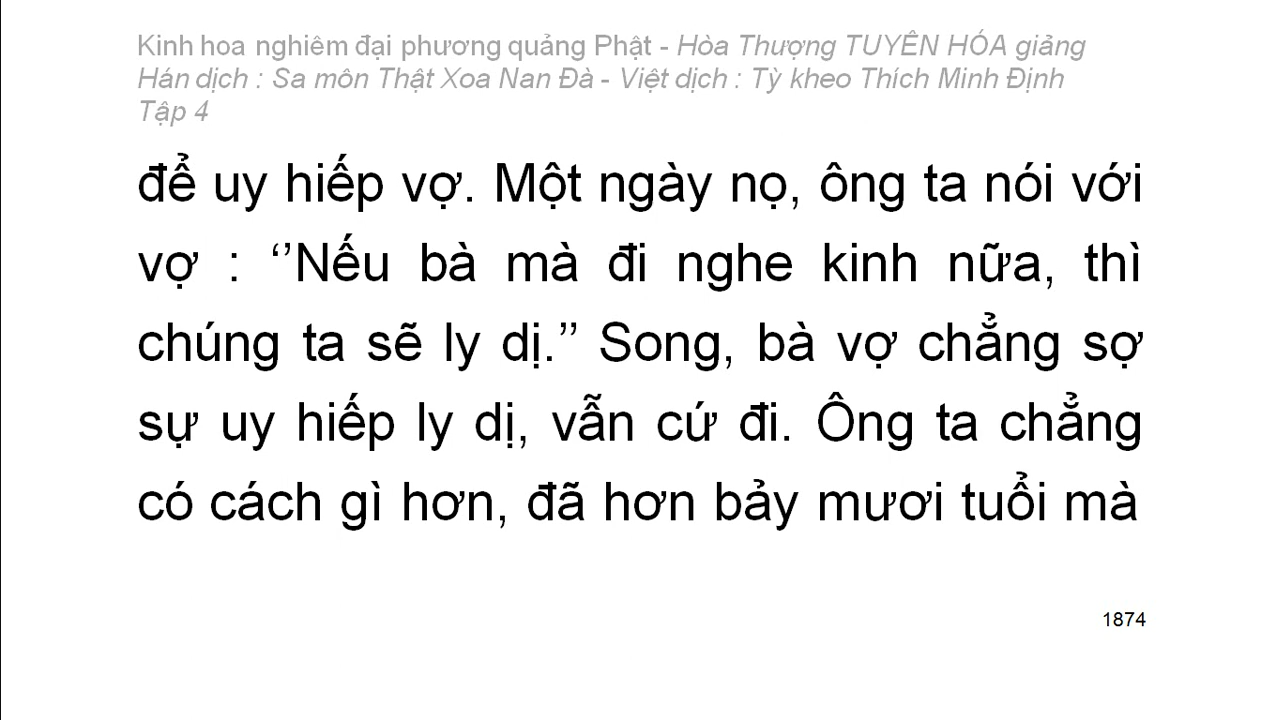 Kinh hoa nghiêm đại phương quảng Phật - Hòa Thượng TUYÊN HÓA giảng
Hán dịch : Sa môn Thật Xoa Nan Đà - Việt dịch : Tỳ kheo Thích Minh Định
Tập 4
để uy hiếp vợ. Một ngày nọ, ông ta nói với
vợ : ‘’Nếu bà mà đi nghe kinh nữa, thì
chúng ta sẽ ly dị.’’ Song, bà vợ chẳng sợ
sự uy hiếp ly dị, vẫn cứ đi. Ông ta chẳng
có cách gì hơn, đã hơn bảy mươi tuổi mà
1874